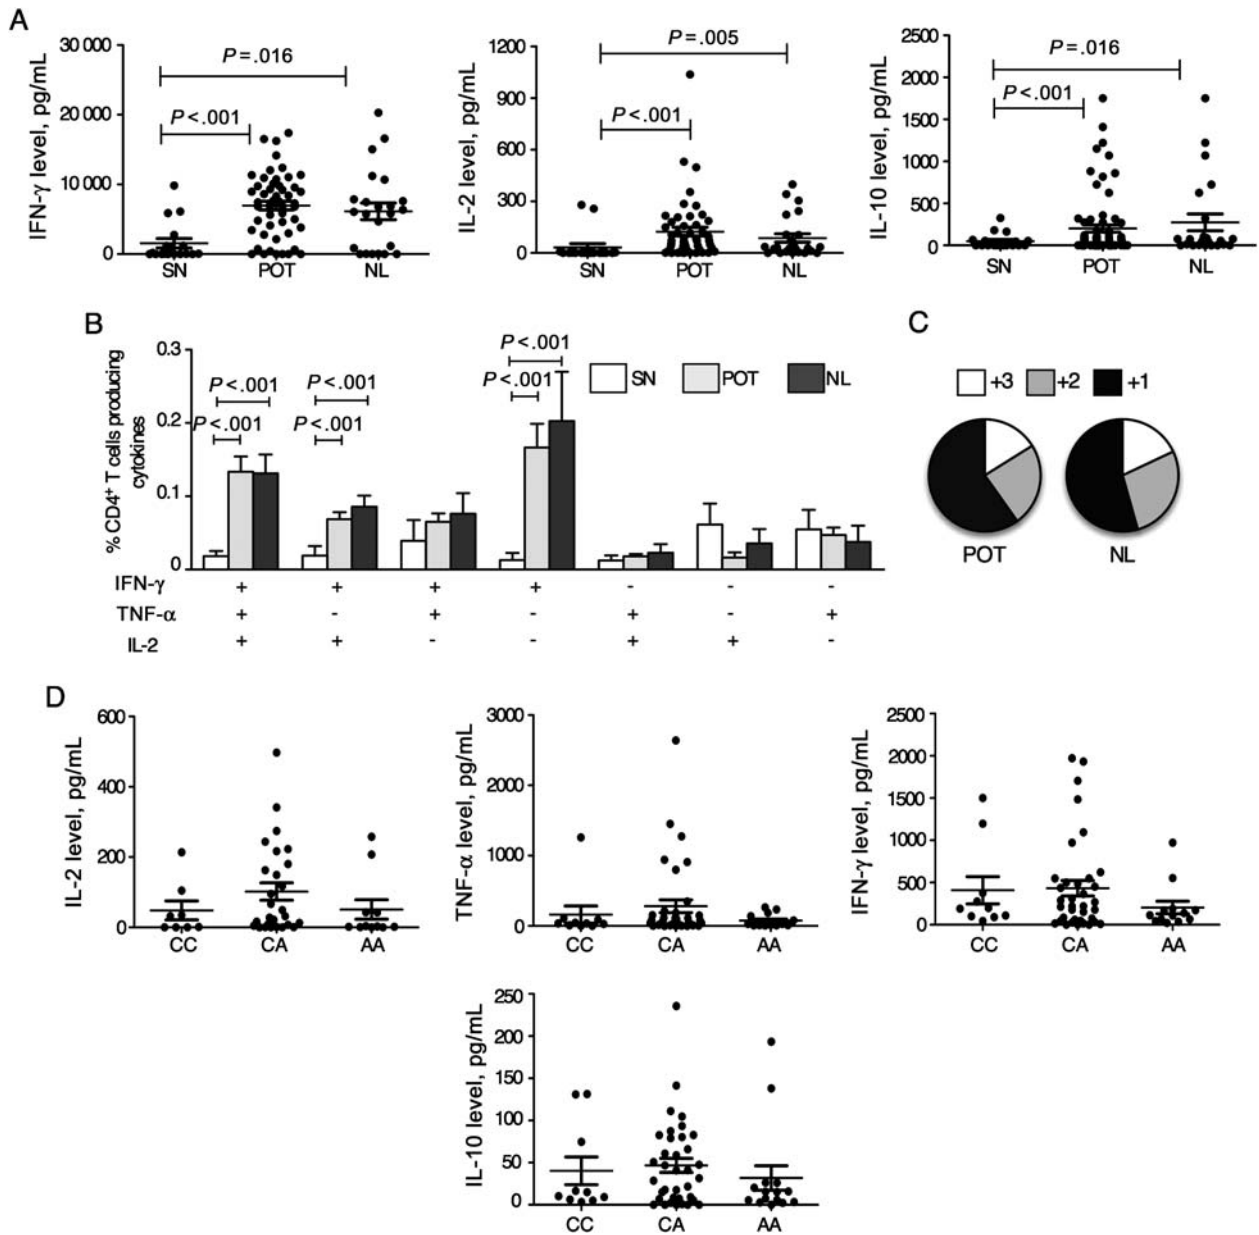 A
IFN-γ level, pg/mL
30 000
20 000
10 000
0
P = .016
P < .001
SN POT NL
IL-2 level, pg/mL
1200
900
600
300
0
P = .005
P < .001
SN POT NL
IL-10 level, pg/mL
2500
2000
1500
1000
500
0
P = .016
P < .001
SN POT NL
B
% CD4+ T cells producing
cytokines
0.3
0.2
0.1
0
P < .001
P < .001
P < .001
P < .001
P < .001
P < .001
SN POT NL
IFN-γ + + + + - - -
TNF-α + - + - + - +
IL-2 + + - - + + -
C
+3 +2 +1
POT NL
D
IL-2 level, pg/mL
600
400
200
0
CC CA AA
TNF-α level, pg/mL
3000
2000
1000
0
CC CA AA
IFN-γ level, pg/mL
2500
2000
1500
1000
500
0
CC CA AA
IL-10 level, pg/mL
250
200
150
100
50
0
CC CA AA